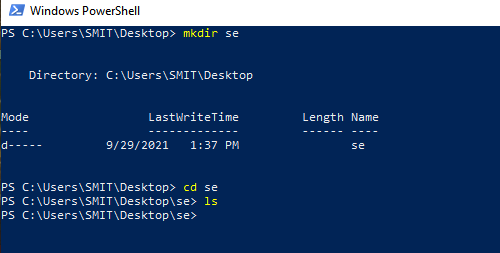 Windows PowerShell
PS C:\Users\SMIT\Desktop> mkdir se
Directory: C:\Users\SMIT\Desktop
Mode LastWriteTime Length Name
---- ------------- ------ ----
d----- 9/29/2021 1:37 PM se
PS C:\Users\SMIT\Desktop> cd se
PS C:\Users\SMIT\Desktop\se> ls
PS C:\Users\SMIT\Desktop\se>